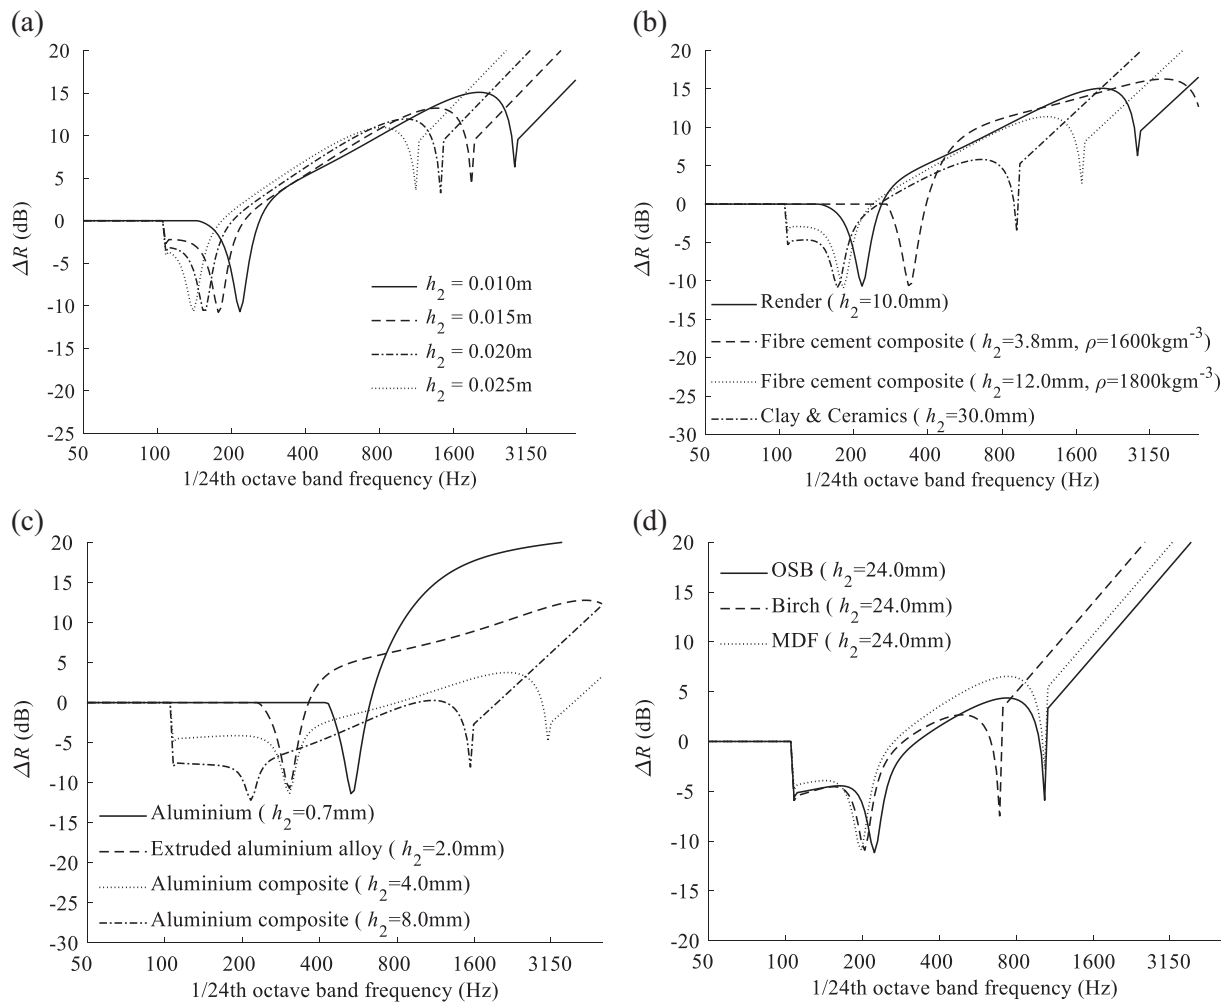 (a)
20
15
10
5
0
-5
-10
-15
-20
-25
ΔR (dB)
h2 = 0.010m
h2 = 0.015m
h2 = 0.020m
h2 = 0.025m
50 100 200 400 800 1600 3150
1/24th octave band frequency (Hz)
(b)
20
15
10
5
0
-5
-10
-15
-20
-25
-30
ΔR (dB)
Render ( h2=10.0mm)
Fibre cement composite ( h2=3.8mm, ρ=1600kgm-3)
Fibre cement composite ( h2=12.0mm, ρ=1800kgm-3)
Clay & Ceramics ( h2=30.0mm)
50 100 200 400 800 1600 3150
1/24th octave band frequency (Hz)
(c)
20
15
10
5
0
-5
-10
-15
-20
-25
-30
ΔR (dB)
Aluminium ( h2=0.7mm)
Extruded aluminium alloy ( h2=2.0mm)
Aluminium composite ( h2=4.0mm)
Aluminium composite ( h2=8.0mm)
50 100 200 400 800 1600 3150
1/24th octave band frequency (Hz)
(d)
20
15
10
5
0
-5
-10
-15
-20
ΔR (dB)
OSB ( h2=24.0mm)
Birch ( h2=24.0mm)
MDF ( h2=24.0mm)
50 100 200 400 800 1600 3150
1/24th octave band frequency (Hz)